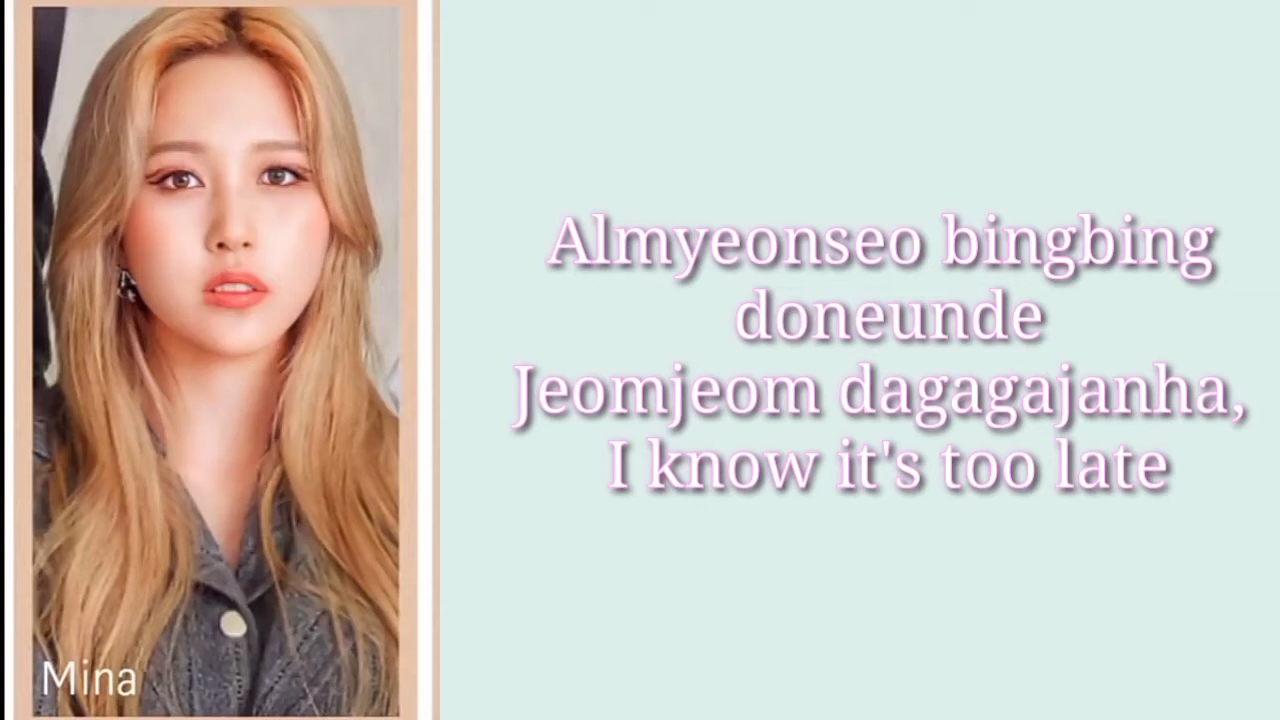 Mina
Almyeonseo bingbing
doneunde
Jeomjeom dagagajanha,
I know it's too late